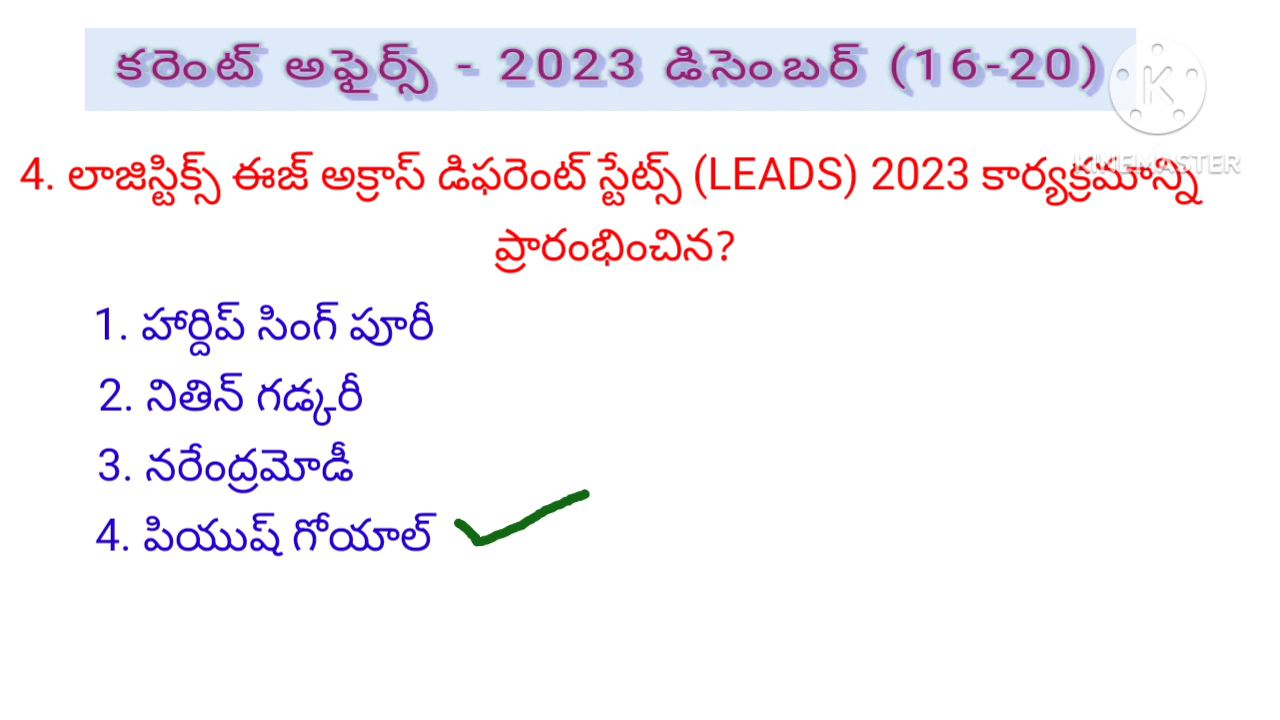 కరెంట్ అఫైర్స్ - 2023 డిసెంబర్ (16-20)
K
KINEMASTER
4. లాజిస్టిక్స్ ఈజ్ అక్రాస్ డిఫరెంట్ స్టేట్స్ (LEADS) 2023 కార్యక్రమాన్ని
ప్రారంభించిన?
1. హార్దిప్ సింగ్ పూరీ
2. నితిన్ గడ్కరీ
3. నరేంద్రమోడీ
4. పియుష్ గోయాల్